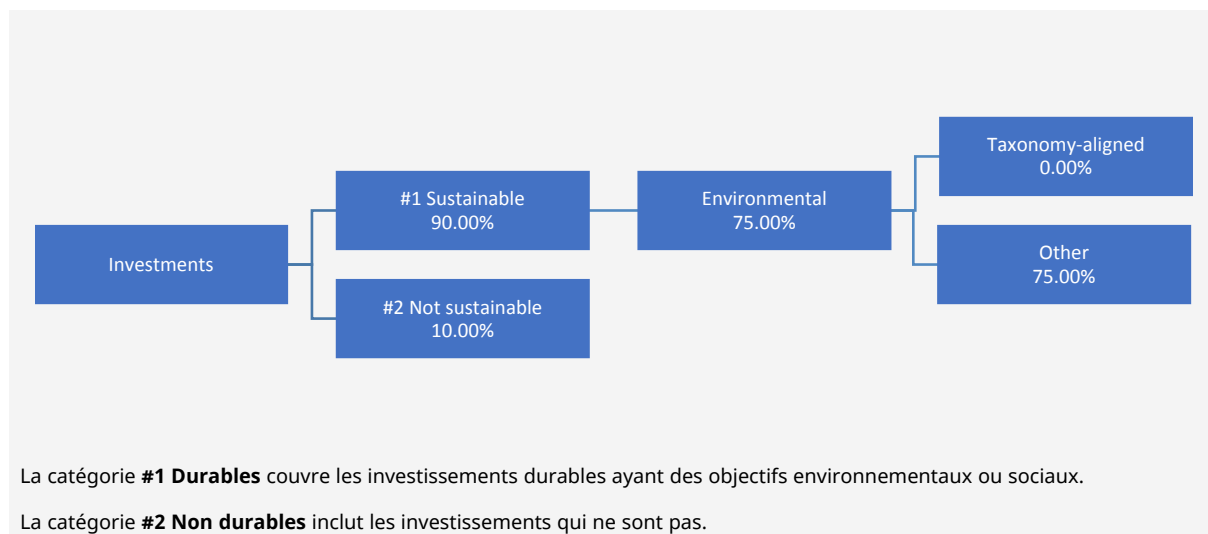 Investments
#1 Sustainable
90.00%
#2 Not sustainable
10.00%
Environmental
75.00%
Taxonomy-aligned
0.00%
Other
75.00%
La catégorie #1 Durables couvre les investissements durables ayant des objectifs environnementaux ou sociaux.
La catégorie #2 Non durables inclut les investissements qui ne sont pas.